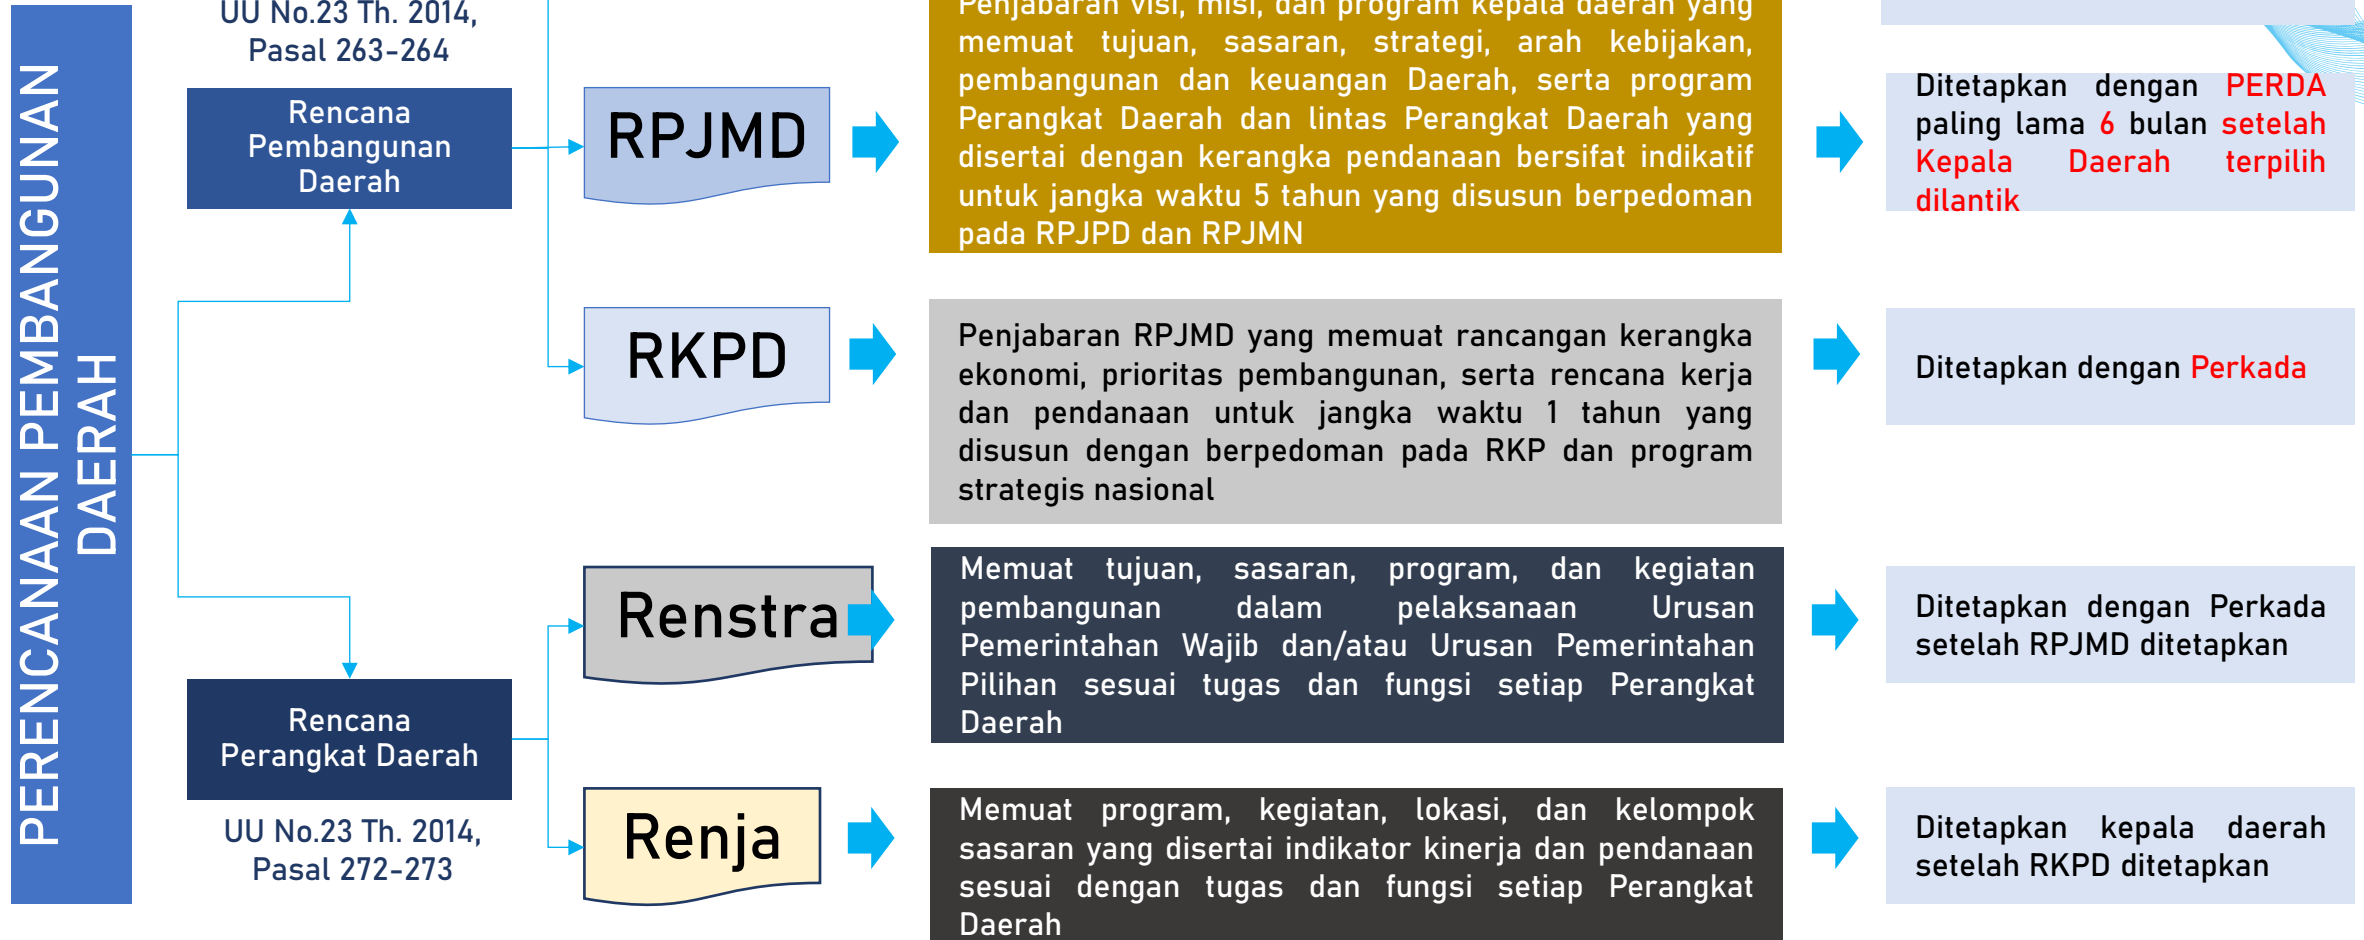 PERENCANAAN PEMBANGUNAN
DAERAH
UU No.23 Th. 2014,
Pasal 263-264
Rencana
Pembangunan
Daerah
RPJMD
Penjabaran visi, misi, dan program kepala daerah yang
memuat tujuan, sasaran, strategi, arah kebijakan,
pembangunan dan keuangan Daerah, serta program
Perangkat Daerah dan lintas Perangkat Daerah yang
disertai dengan kerangka pendanaan bersifat indikatif
untuk jangka waktu 5 tahun yang disusun berpedoman
pada RPJPD dan RPJMN
Ditetapkan dengan PERDA
paling lama 6 bulan setelah
Kepala Daerah terpilih
dilantik
RKPD
Penjabaran RPJMD yang memuat rancangan kerangka
ekonomi, prioritas pembangunan, serta rencana kerja
dan pendanaan untuk jangka waktu 1 tahun yang
disusun dengan berpedoman pada RKP dan program
strategis nasional
Ditetapkan dengan Perkada
Rencana
Perangkat Daerah
UU No.23 Th. 2014,
Pasal 272-273
Renstra
Memuat tujuan, sasaran, program, dan kegiatan
pembangunan dalam pelaksanaan Urusan
Pemerintahan Wajib dan/atau Urusan Pemerintahan
Pilihan sesuai tugas dan fungsi setiap Perangkat
Daerah
Ditetapkan dengan Perkada
setelah RPJMD ditetapkan
Renja
Memuat program, kegiatan, lokasi, dan kelompok
sasaran yang disertai indikator kinerja dan pendanaan
sesuai dengan tugas dan fungsi setiap Perangkat
Daerah
Ditetapkan kepala daerah
setelah RKPD ditetapkan